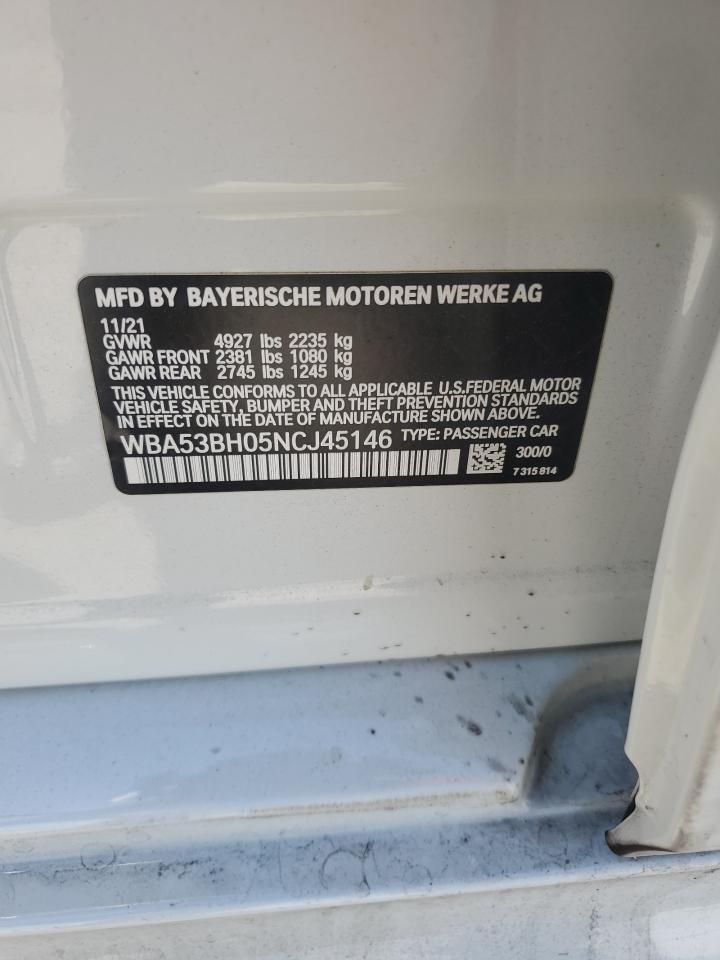 MFD BY BAYERISCHE MOTOREN WERKE AG
11/21
GVWR 4927 lbs 2235 kg
GAWR FRONT 2381 lbs 1080 kg
GAWR REAR 2745 lbs 1245 kg
THIS VEHICLE CONFORMS TO ALL APPLICABLE U.S.FEDERAL MOTOR
VEHICLE SAFETY, BUMPER, AND THEFT PREVENTION STANDARDS
IN EFFECT ON THE DATE OF MANUFACTURE SHOWN ABOVE.
WBA53BH05NCJ45146 TYPE: PASSENGER CAR
300/0
7 315 814